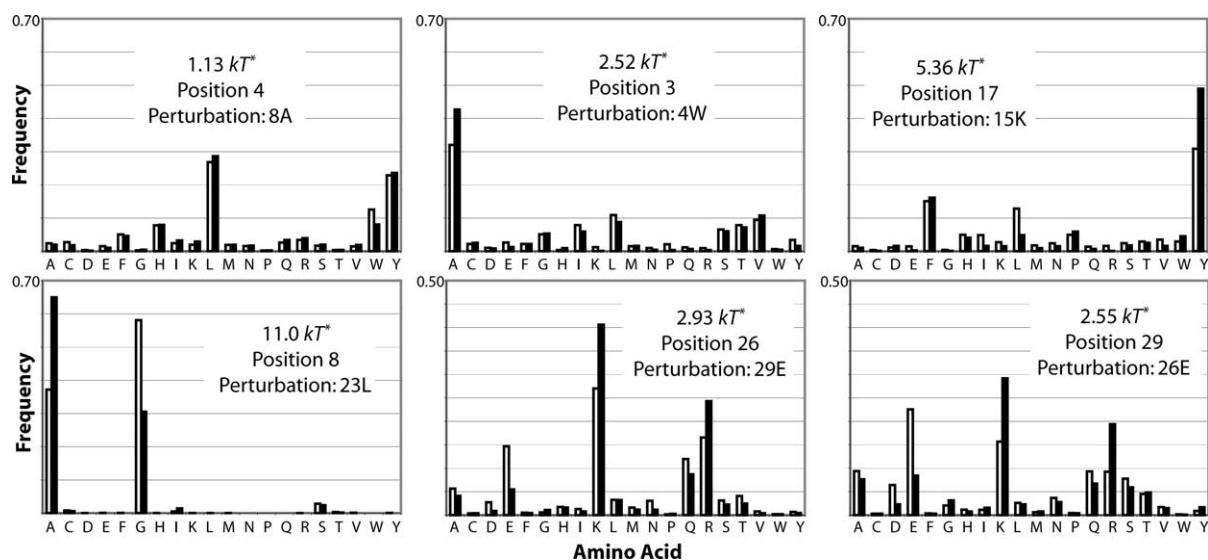 0.70
0.70
0.70
Frequency
1.13 kT*
Position 4
Perturbation: 8A
2.52 kT*
Position 3
Perturbation: 4W
5.36 kT*
Position 17
Perturbation: 15K
A C D E F G H I K L M N P Q R S T V W Y
A C D E F G H I K L M N P Q R S T V W Y
A C D E F G H I K L M N P Q R S T V W Y
0.70
0.50
0.50
Frequency
11.0 kT*
Position 8
Perturbation: 23L
2.93 kT*
Position 26
Perturbation: 29E
2.55 kT*
Position 29
Perturbation: 26E
A C D E F G H I K L M N P Q R S T V W Y
A C D E F G H I K L M N P Q R S T V W Y
A C D E F G H I K L M N P Q R S T V W Y
Amino Acid